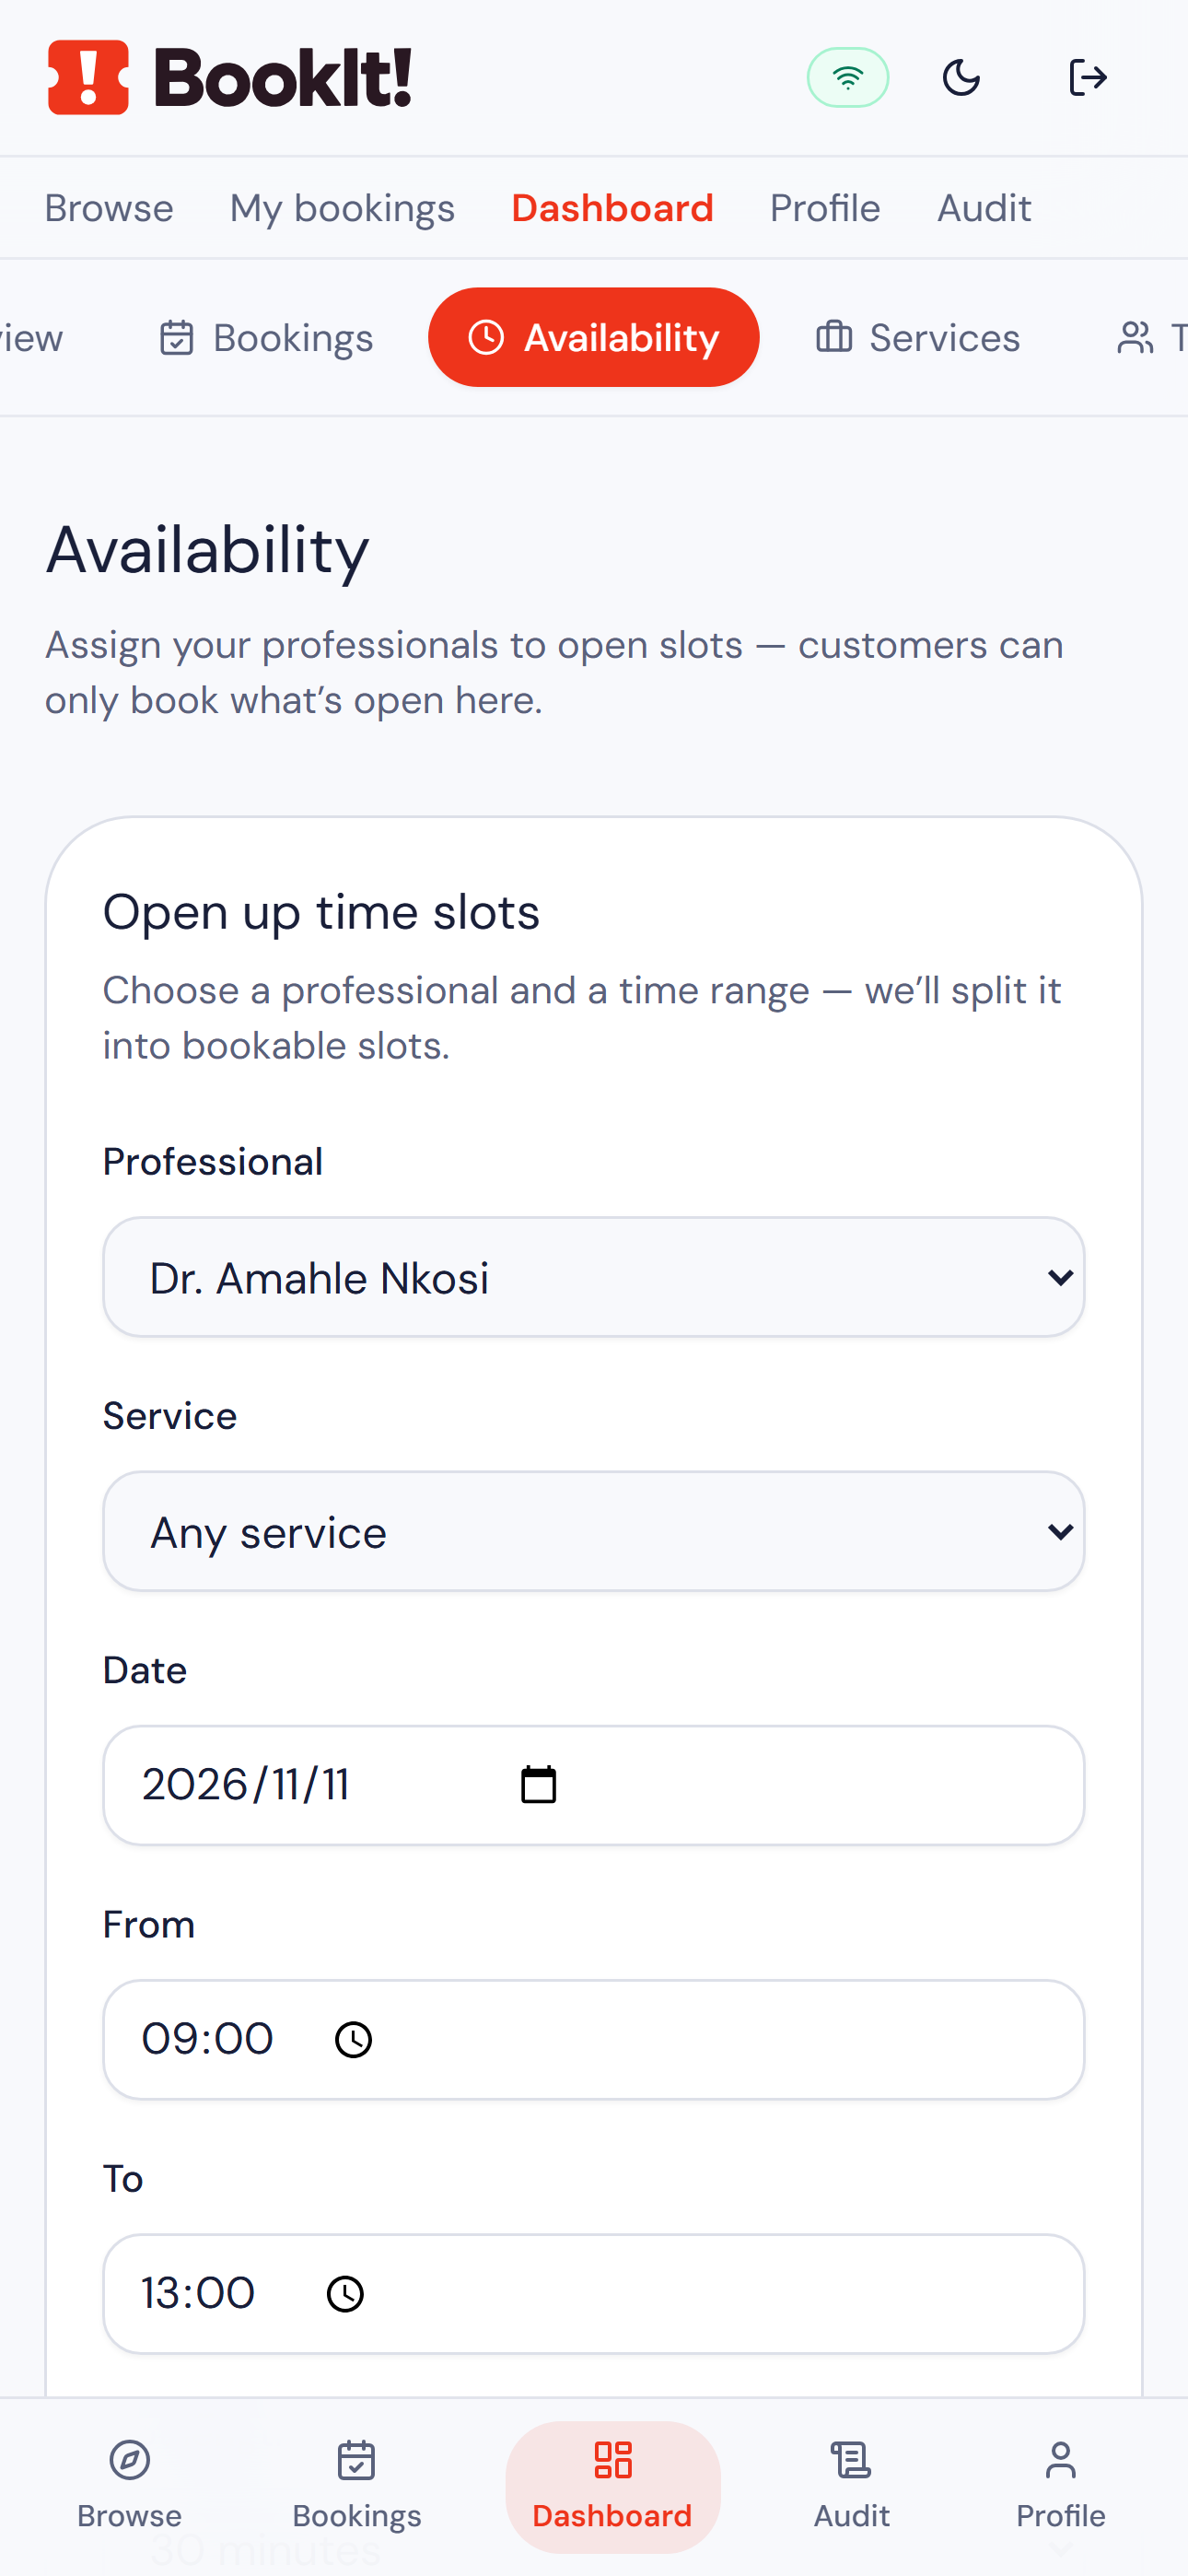 BookIt!
Browse My bookings Dashboard Profile Audit
Bookings Availability Services
Availability
Assign your professionals to open slots — customers can
only book what’s open here.
Open up time slots
Choose a professional and a time range — we’ll split it
into bookable slots.
Professional
Dr. Amahle Nkosi
Service
Any service
Date
2026/11/11
From
09:00
To
13:00
30 minutes
Browse Bookings Dashboard Audit Profile